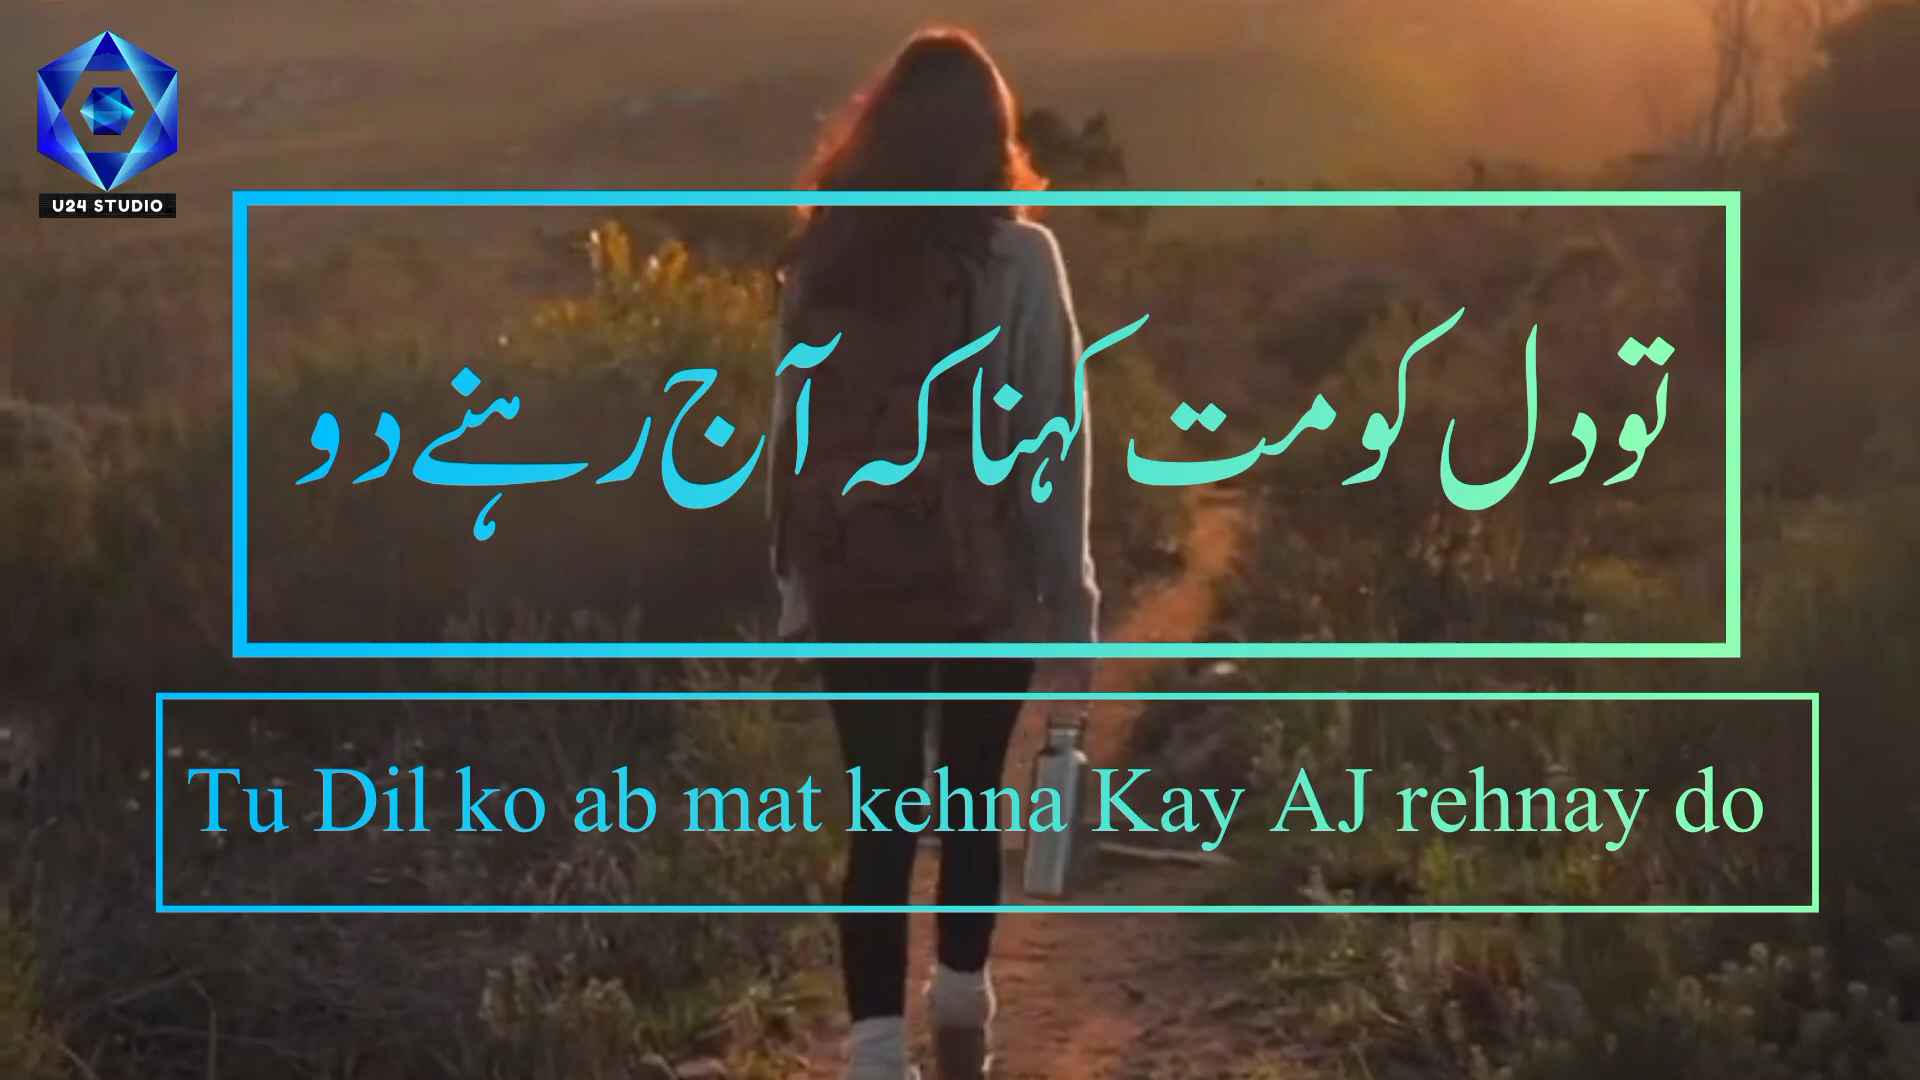 U24 STUDIO
تو دل کو مت کہنا کہ آج رہنے دو
Tu Dil ko ab mat kehna Kay AJ rehnay do